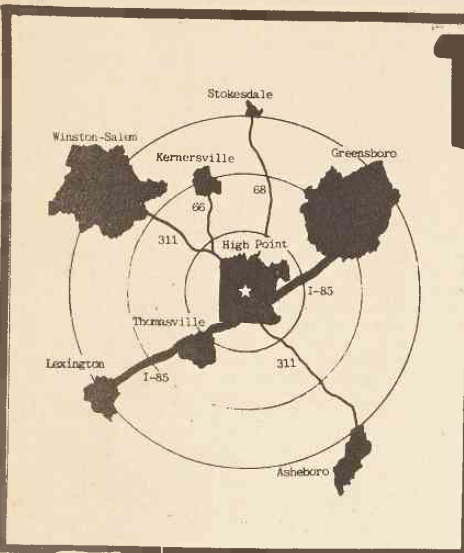 Stokesdale
Winston-Salem
Kernersville
Greensboro
68
66
311
High Point
I-85
Thomasville
Lexington
311
I-85
Asheboro